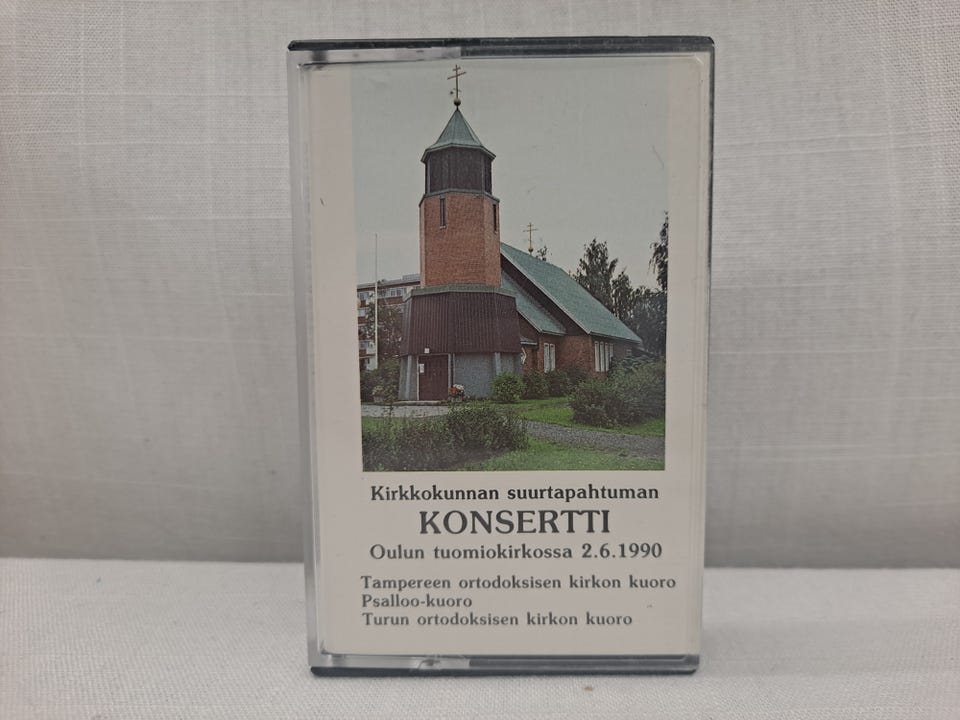 Kirkkokunnan suurtapahtuman
KONSERTTI
Oulun tuomiokirkossa 2.6.1990
Tampereen ortodoksisen kirkon kuoro
Psalloo-kuoro
Turun ortodoksisen kirkon kuoro